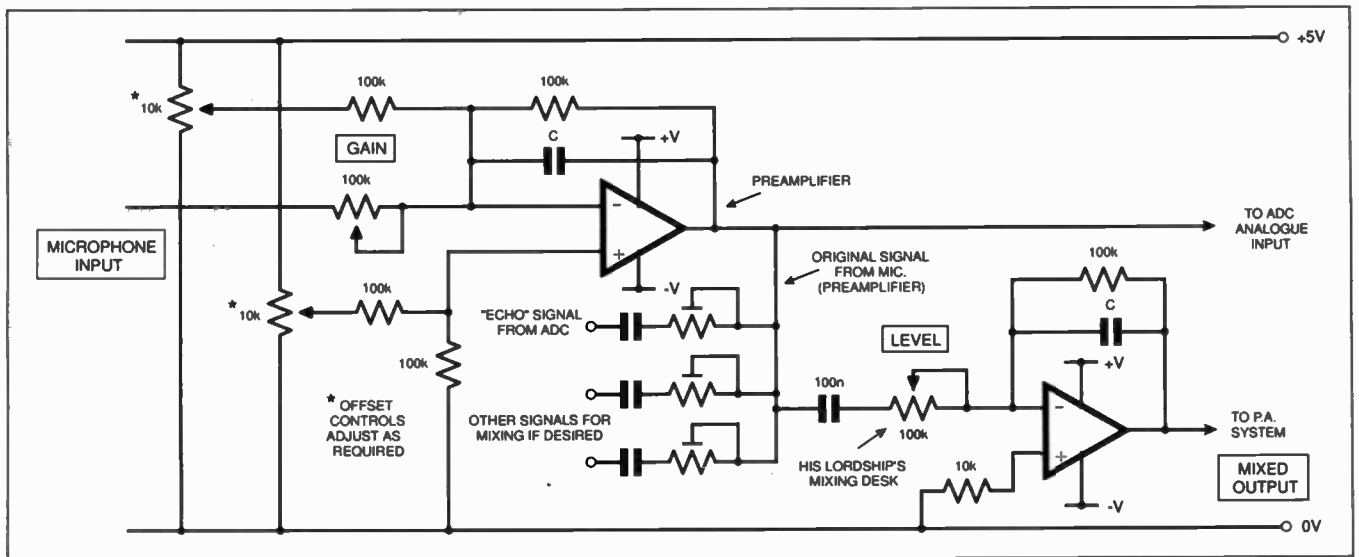 +5V
100k
100k
* 10k
C
+V
GAIN
100k
PREAMPLIFIER
−
+
MICROPHONE
INPUT
TO ADC
ANALOGUE
INPUT
ORIGINAL SIGNAL
FROM MIC.
(PREAMPLIFIER)
100k
-V
100k
* 10k
"ECHO" SIGNAL
FROM ADC
C
LEVEL
100k
+V
100n
* OFFSET
CONTROLS
ADJUST AS
REQUIRED
OTHER SIGNALS FOR
MIXING IF DESIRED
100k
−
+
TO P.A.
SYSTEM
HIS LORDSHIP'S
MIXING DESK
10k
MIXED
OUTPUT
-V
0V